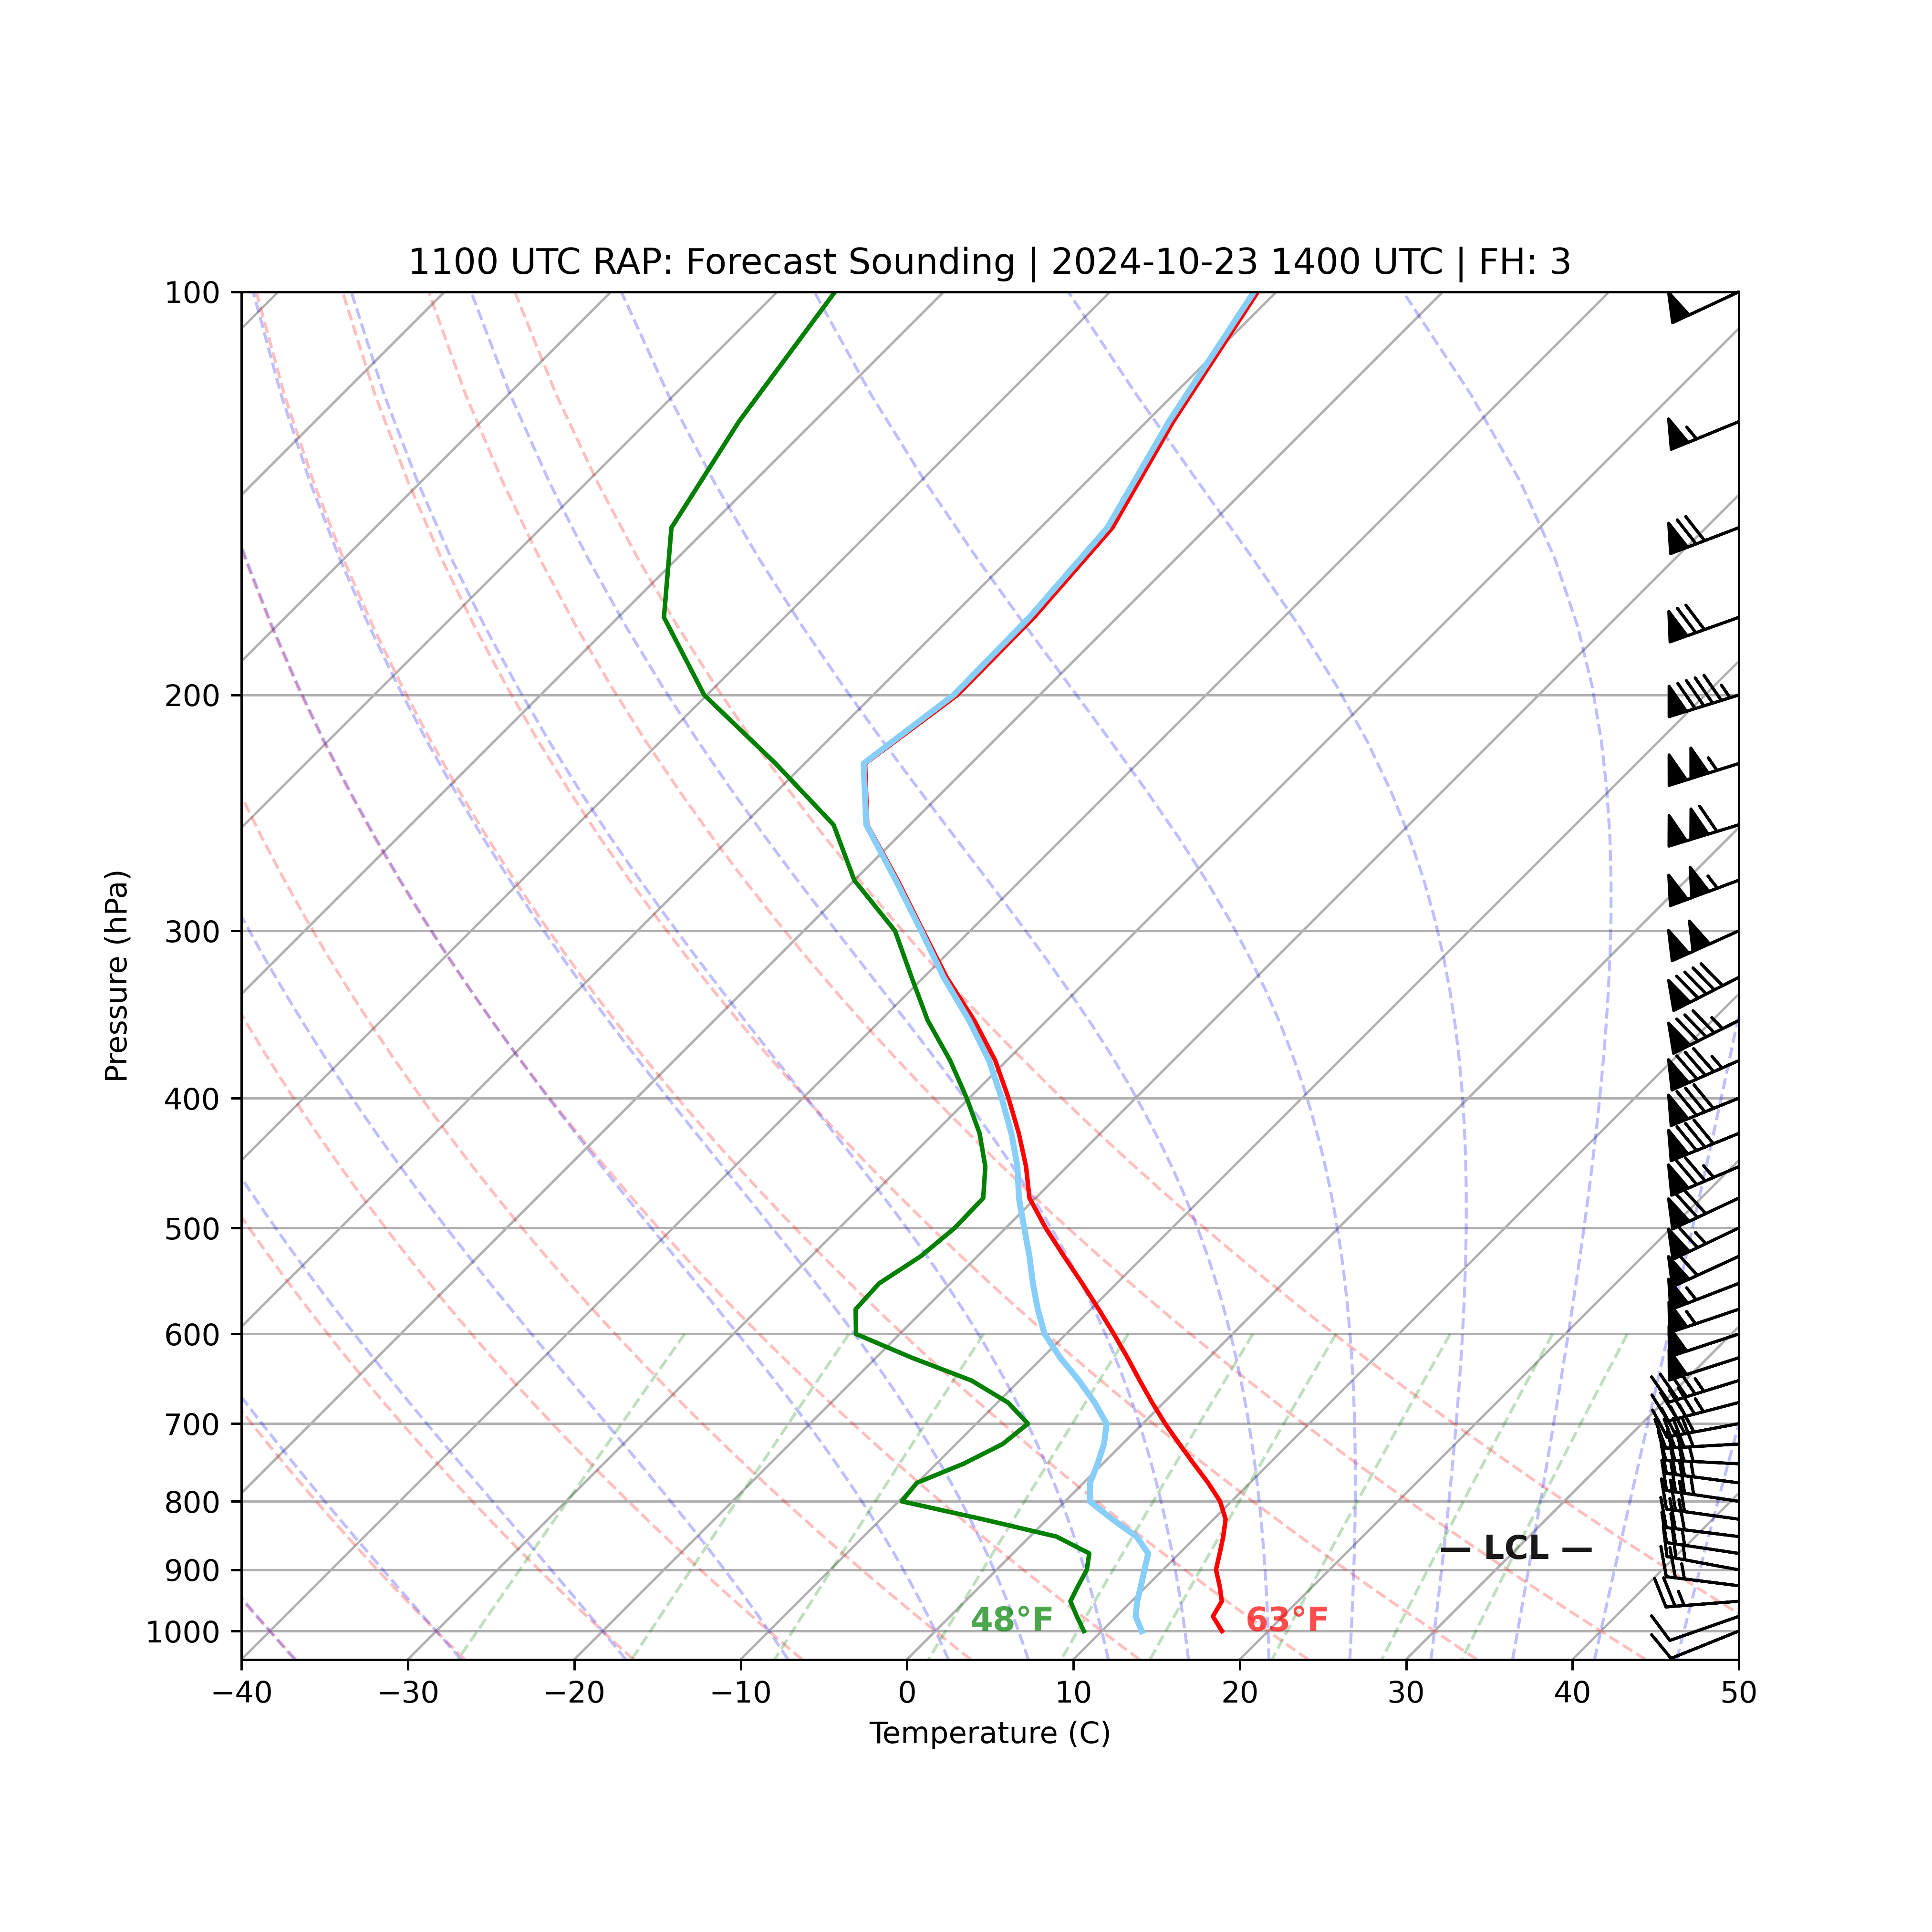 1100 UTC RAP: Forecast Sounding | 2024-10-23 1400 UTC | FH: 3
100
200
300
400
500
600
700
800
900
1000
Pressure (hPa)
— LCL —
48°F
63°F
−40 −30 −20 −10 0 10 20 30 40 50
Temperature (C)